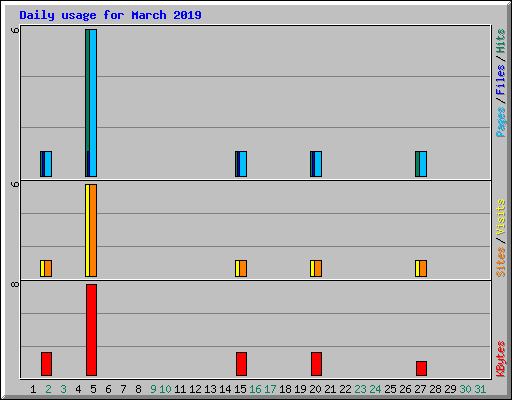 Daily usage for March 2019
6
Pages / Files / Hits
6
Sites / Visits
8
KBytes
1 2 3 4 5 6 7 8 9 10 11 12 13 14 15 16 17 18 19 20 21 22 23 24 25 26 27 28 29 30 31